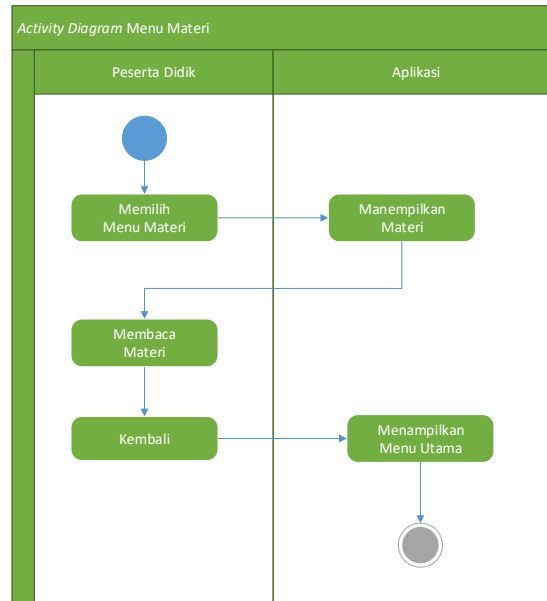 Activity Diagram Menu Materi
Peserta Didik
Aplikasi
Memilih
Menu Materi
Manempilkan
Materi
Membaca
Materi
Kembali
Menampilkan
Menu Utama